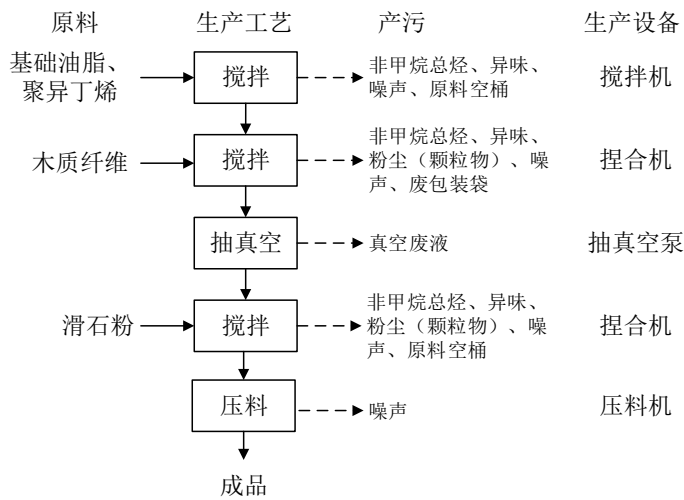 原料 生产工艺 产污 生产设备
基础油脂、
聚异丁烯
搅拌
非甲烷总烃、异味、
噪声、原料空桶
搅拌机
木质纤维
搅拌
非甲烷总烃、异味、
粉尘（颗粒物）、噪
声、废包装袋
捏合机
抽真空
真空废液
抽真空泵
滑石粉
搅拌
非甲烷总烃、异味、
粉尘（颗粒物）、噪
声、原料空桶
捏合机
压料
噪声
压料机
成品